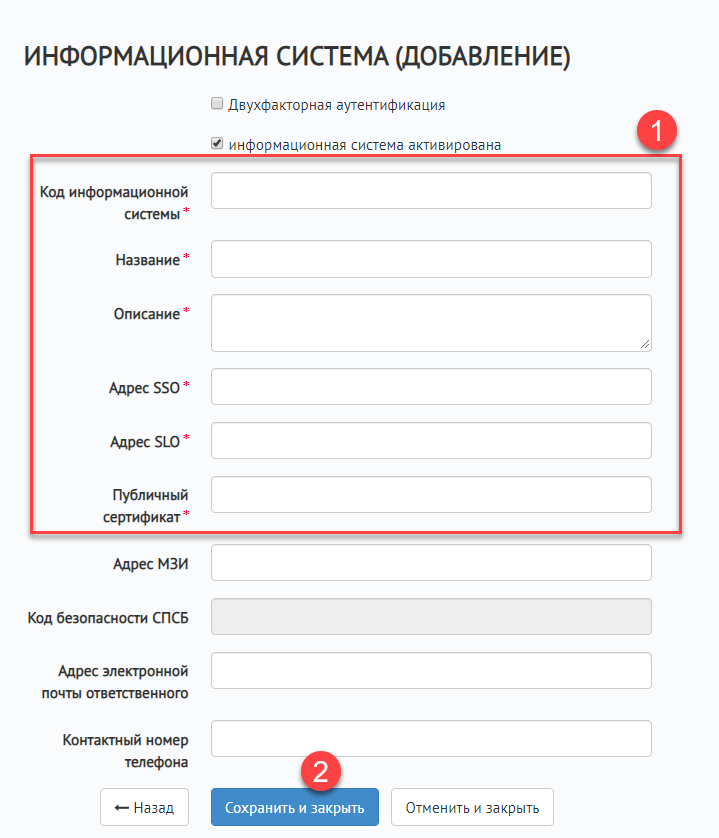 ИНФОРМАЦИОННАЯ СИСТЕМА (ДОБАВЛЕНИЕ)
Двухфакторная аутентификация
информационная система активирована
1
Код информационной
системы *
Название *
Описание *
Адрес SSO *
Адрес SLO *
Публичный
сертификат *
Адрес МЗИ
Код безопасности СПСБ
Адрес электронной
почты ответственного
Контактный номер
телефона
2
← Назад
Сохранить и закрыть
Отменить и закрыть